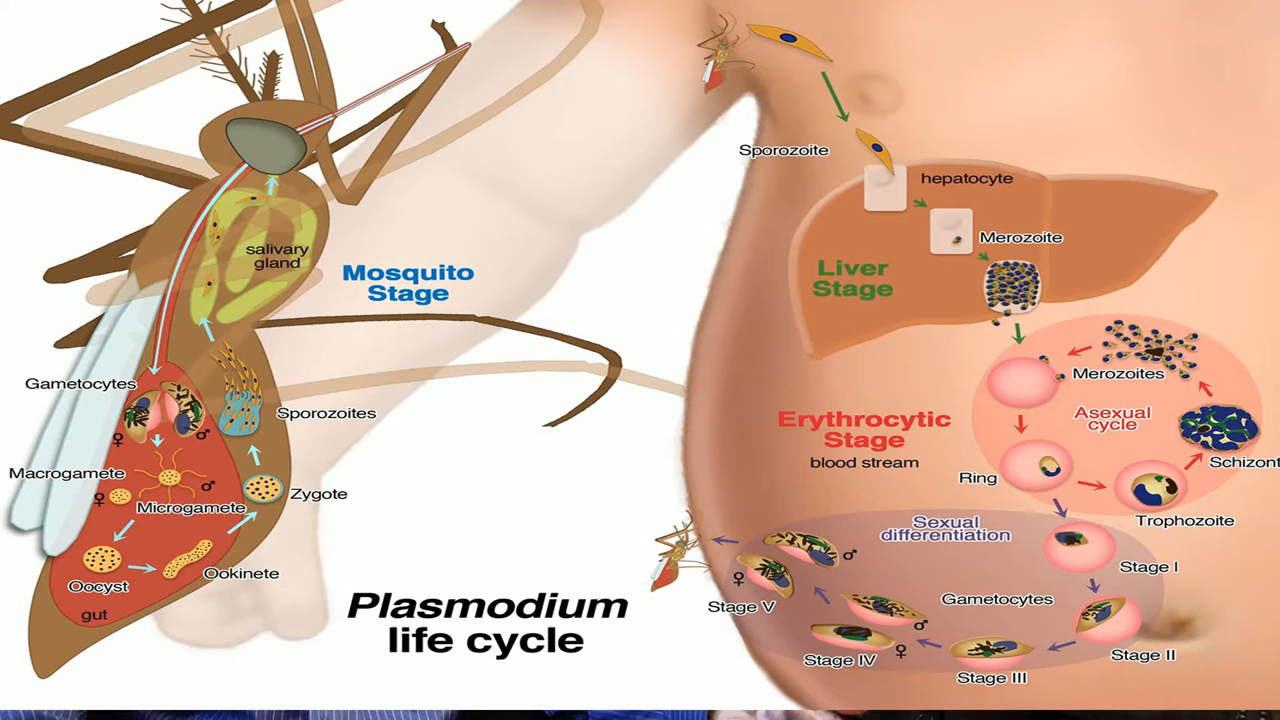 Sporozoite
hepatocyte
Merozoite
Liver
Stage
salivary
gland
Mosquito
Stage
Gametocytes
♀
♂
Sporozoites
Macrogamete
♀
♂
Microgamete
Zygote
Oocyst
Ookinete
gut
Plasmodium
life cycle
Merozoites
Asexual
cycle
Erythrocytic
Stage
blood stream
Schizont
Ring
Trophozoite
Sexual
differentiation
Stage I
Gametocytes
Stage II
Stage III
♂
♀
Stage IV
♂
♀
Stage V